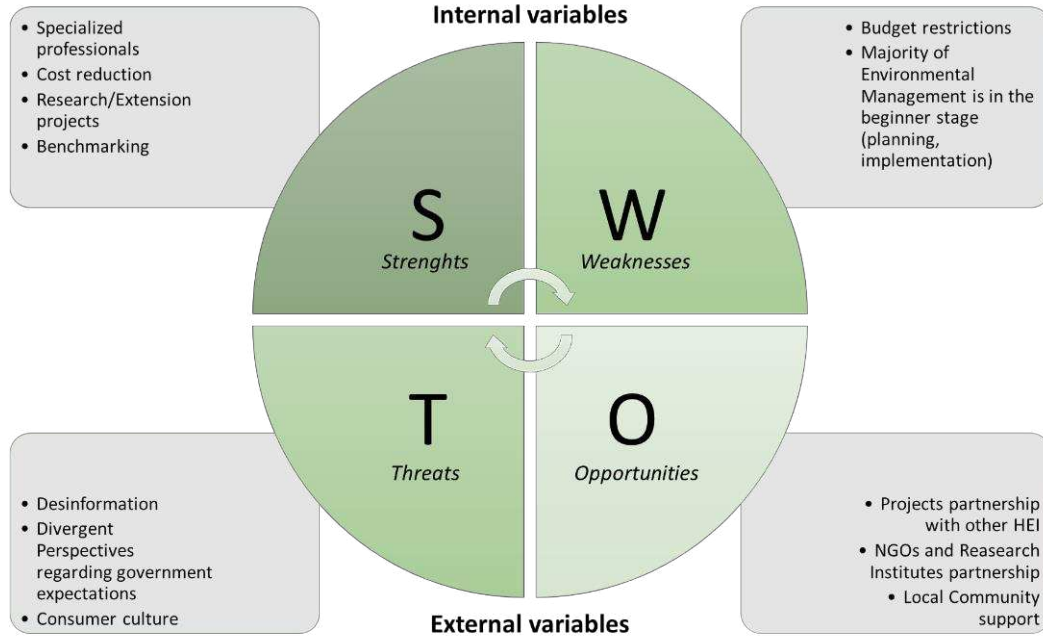 Internal variables
• Specialized
professionals
• Cost reduction
• Research/Extension
projects
• Benchmarking
• Budget restrictions
• Majority of
Environmental
Management is in the
beginner stage
(planning,
implementation)
S
Strenghts
W
Weaknesses
T
Threats
O
Opportunities
• Desinformation
• Divergent
Perspectives
regarding government
expectations
• Consumer culture
• Projects partnership
with other HEI
• NGOs and Reasearch
Institutes partnership
• Local Community
support
External variables